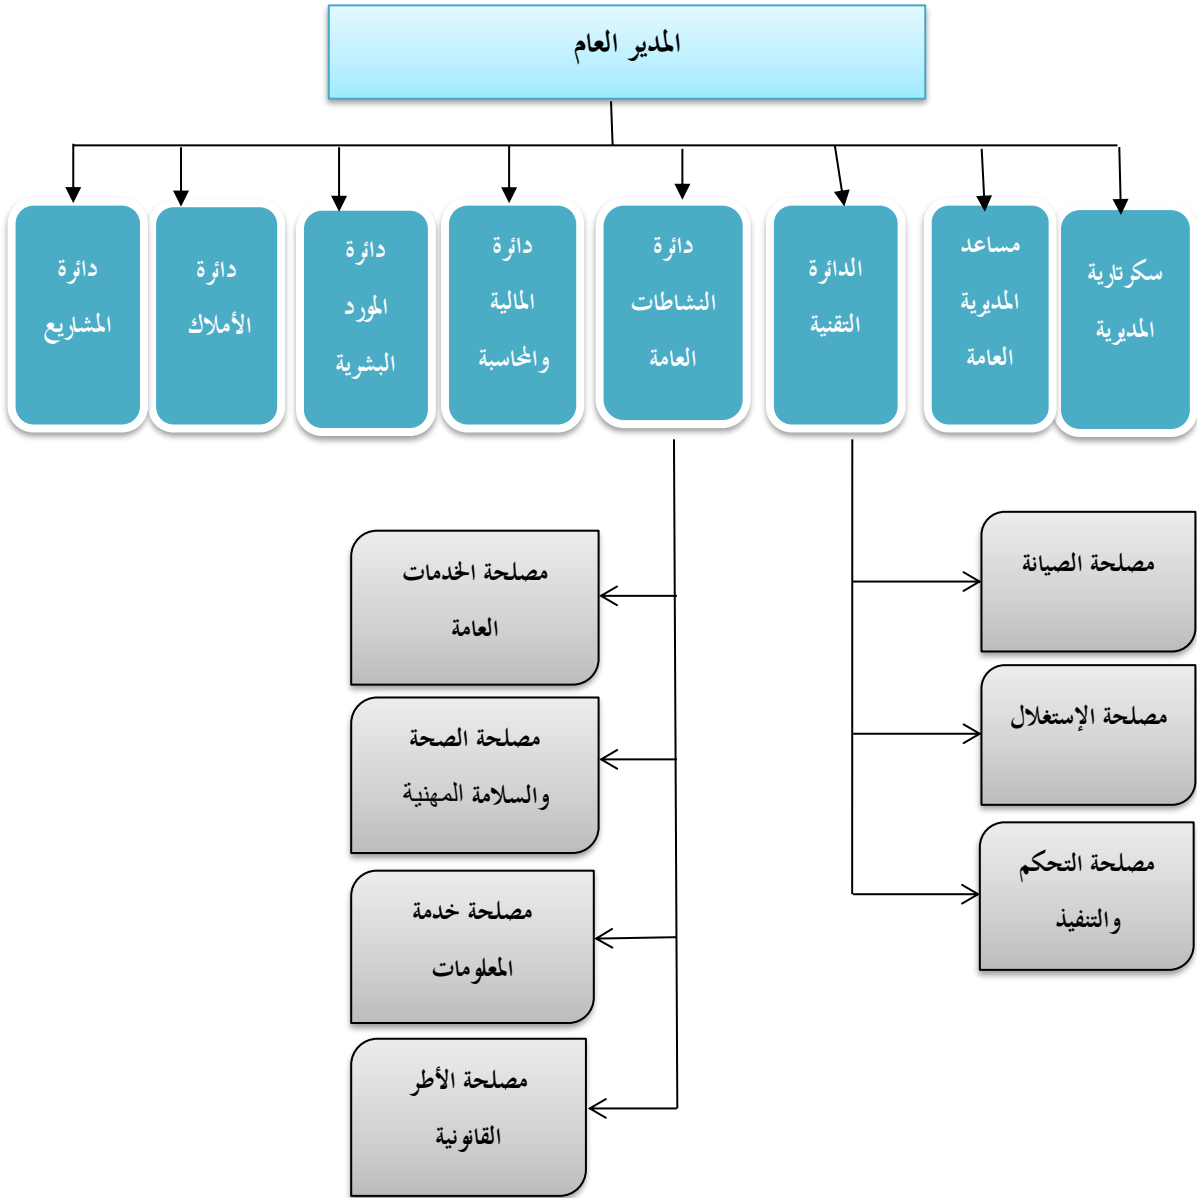 المدير العام
سكرتارية
المديرية
مساعد
المديرية
العامة
الدائرة
التقنية
دائرة
النشاطات
العامة
دائرة
المالية
والمحاسبة
دائرة
المورد
البشرية
دائرة
الأملاك
دائرة
المشاريع
مصلحة الصيانة
مصلحة الإستغلال
مصلحة التحكم
والتنفيذ
مصلحة الخدمات
العامة
مصلحة الصحة
والسلامة المهنية
مصلحة خدمة
المعلومات
مصلحة الأطر
القانونية